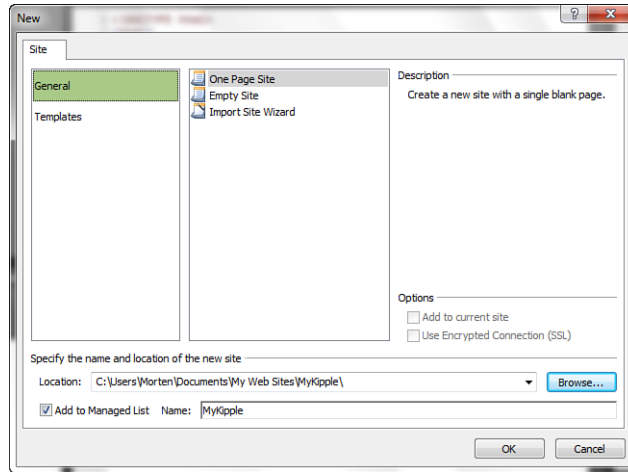 New
Site
General
Templates
One Page Site
Empty Site
Import Site Wizard
Description
Create a new site with a single blank page.
Options
Add to current site
Use Encrypted Connection (SSL)
Specify the name and location of the new site
Location: C:\Users\Morten\Documents\My Web Sites\MyKipple\ Browse...
Add to Managed List Name: MyKipple
OK Cancel